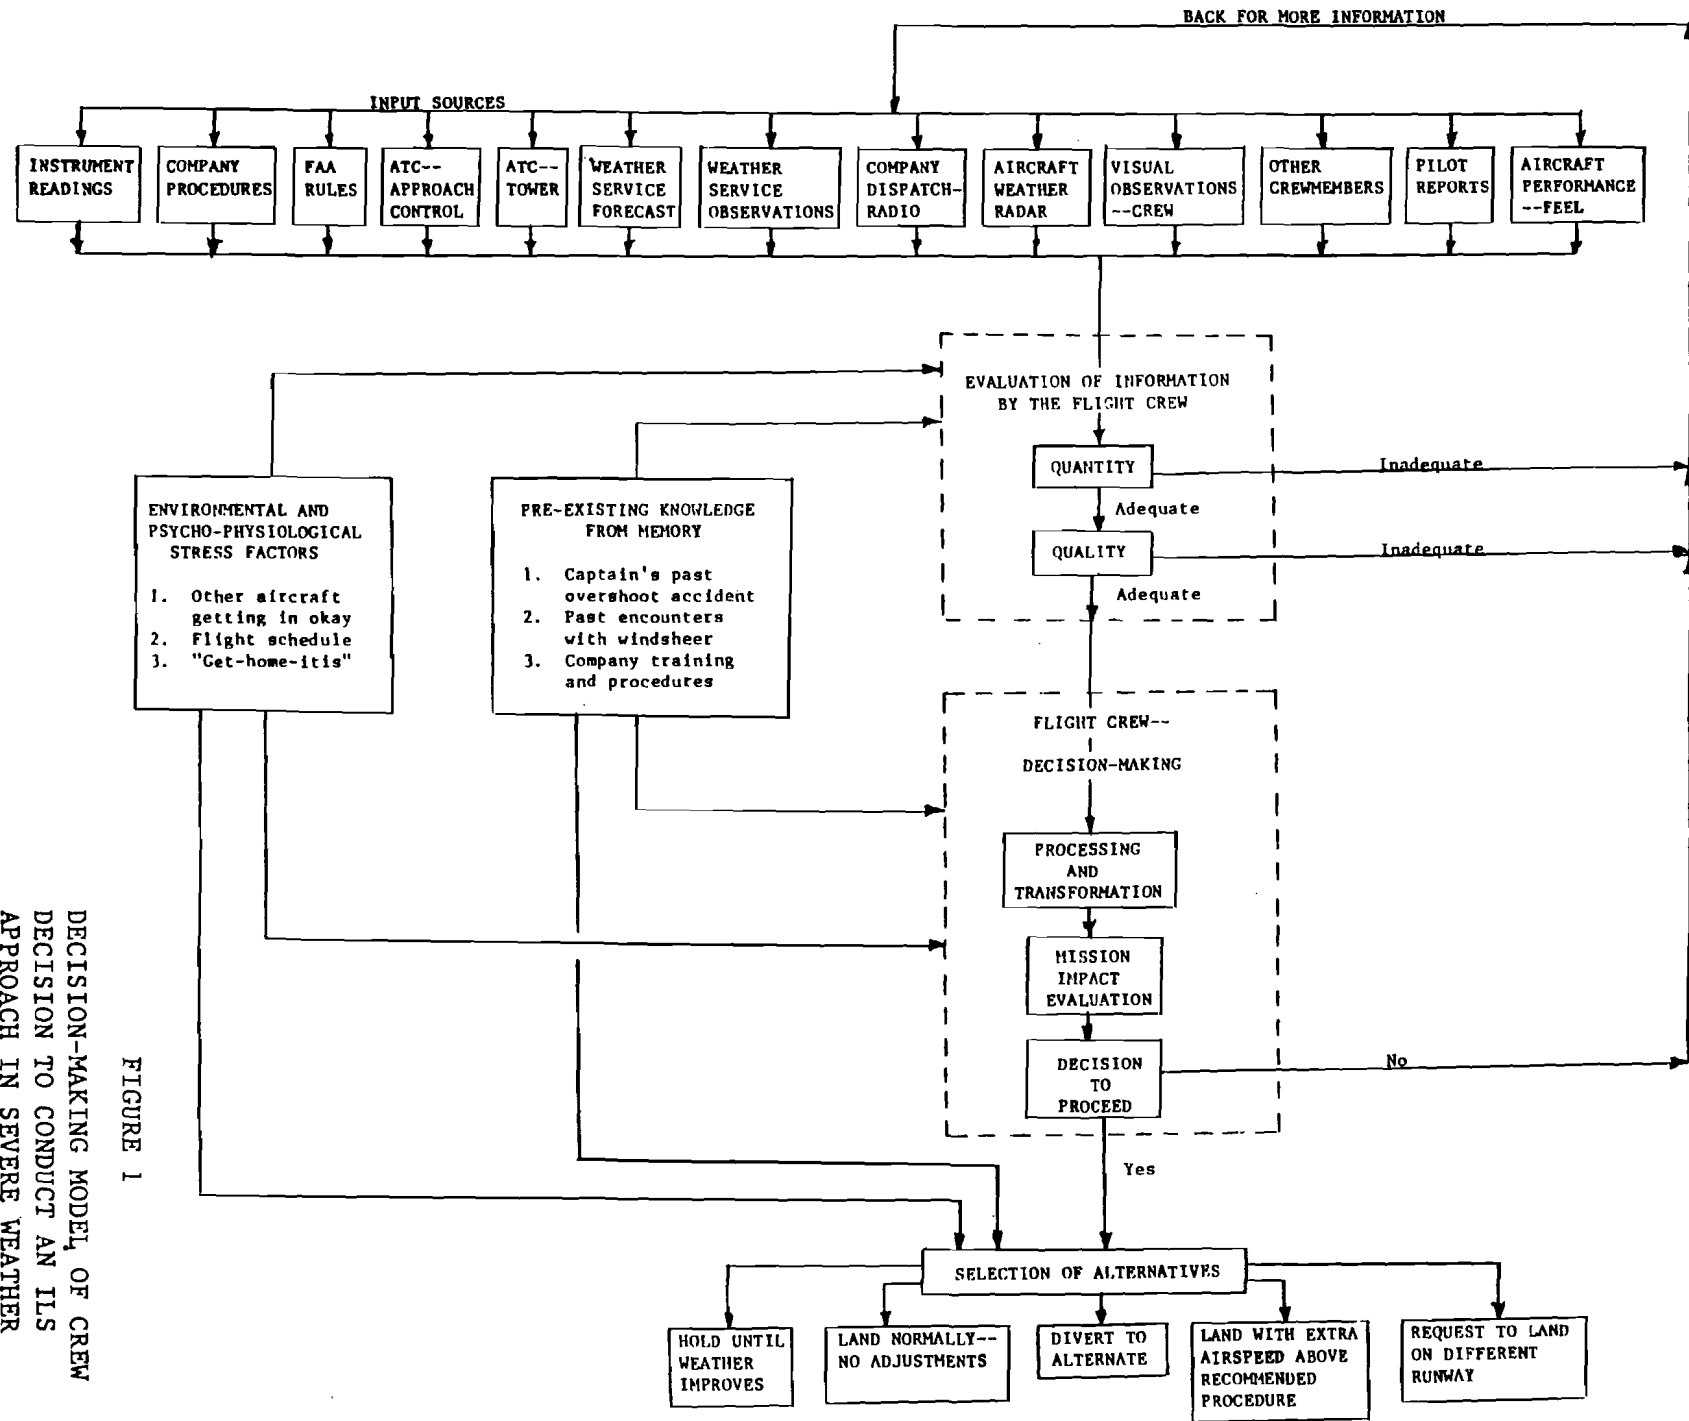 BACK FOR MORE INFORMATION
INPUT SOURCES
INSTRUMENT
READINGS
COMPANY
PROCEDURES
FAA
RULES
ATC--
APPROACH
CONTROL
ATC--
TOWER
WEATHER
SERVICE
FORECAST
WEATHER
SERVICE
OBSERVATIONS
COMPANY
DISPATCH-
RADIO
AIRCRAFT
WEATHER
RADAR
VISUAL
OBSERVATIONS
--CREW
OTHER
CREWMEMBERS
PILOT
REPORTS
AIRCRAFT
PERFORMANCE
---FEEL
EVALUATION OF INFORMATION
BY THE FLIGHT CREW
QUANTITY
Inadequate
Adequate
QUALITY
Inadequate
Adequate
ENVIRONMENTAL AND
PSYCHO-PHYSIOLOGICAL
STRESS FACTORS
1. Other aircraft
getting in okay
2. Flight schedule
3. "Get-home-itis"
PRE-EXISTING KNOWLEDGE
FROM MEMORY
1. Captain's past
overshoot accident
2. Past encounters
with windsheer
3. Company training
and procedures
FLIGHT CREW--
DECISION-MAKING
PROCESSING
AND
TRANSFORMATION
MISSION
IMPACT
EVALUATION
DECISION
TO
PROCEED
No
Yes
SELECTION OF ALTERNATIVES
HOLD UNTIL
WEATHER
IMPROVES
LAND NORMALLY--
NO ADJUSTMENTS
DIVERT TO
ALTERNATE
LAND WITH EXTRA
AIRSPEED ABOVE
RECOMMENDED
PROCEDURE
REQUEST TO LAND
ON DIFFERENT
RUNWAY
FIGURE 1
DECISION-MAKING MODEL, OF CREW
DECISION TO CONDUCT AN ILS
APPROACH IN SEVERE WEATHER